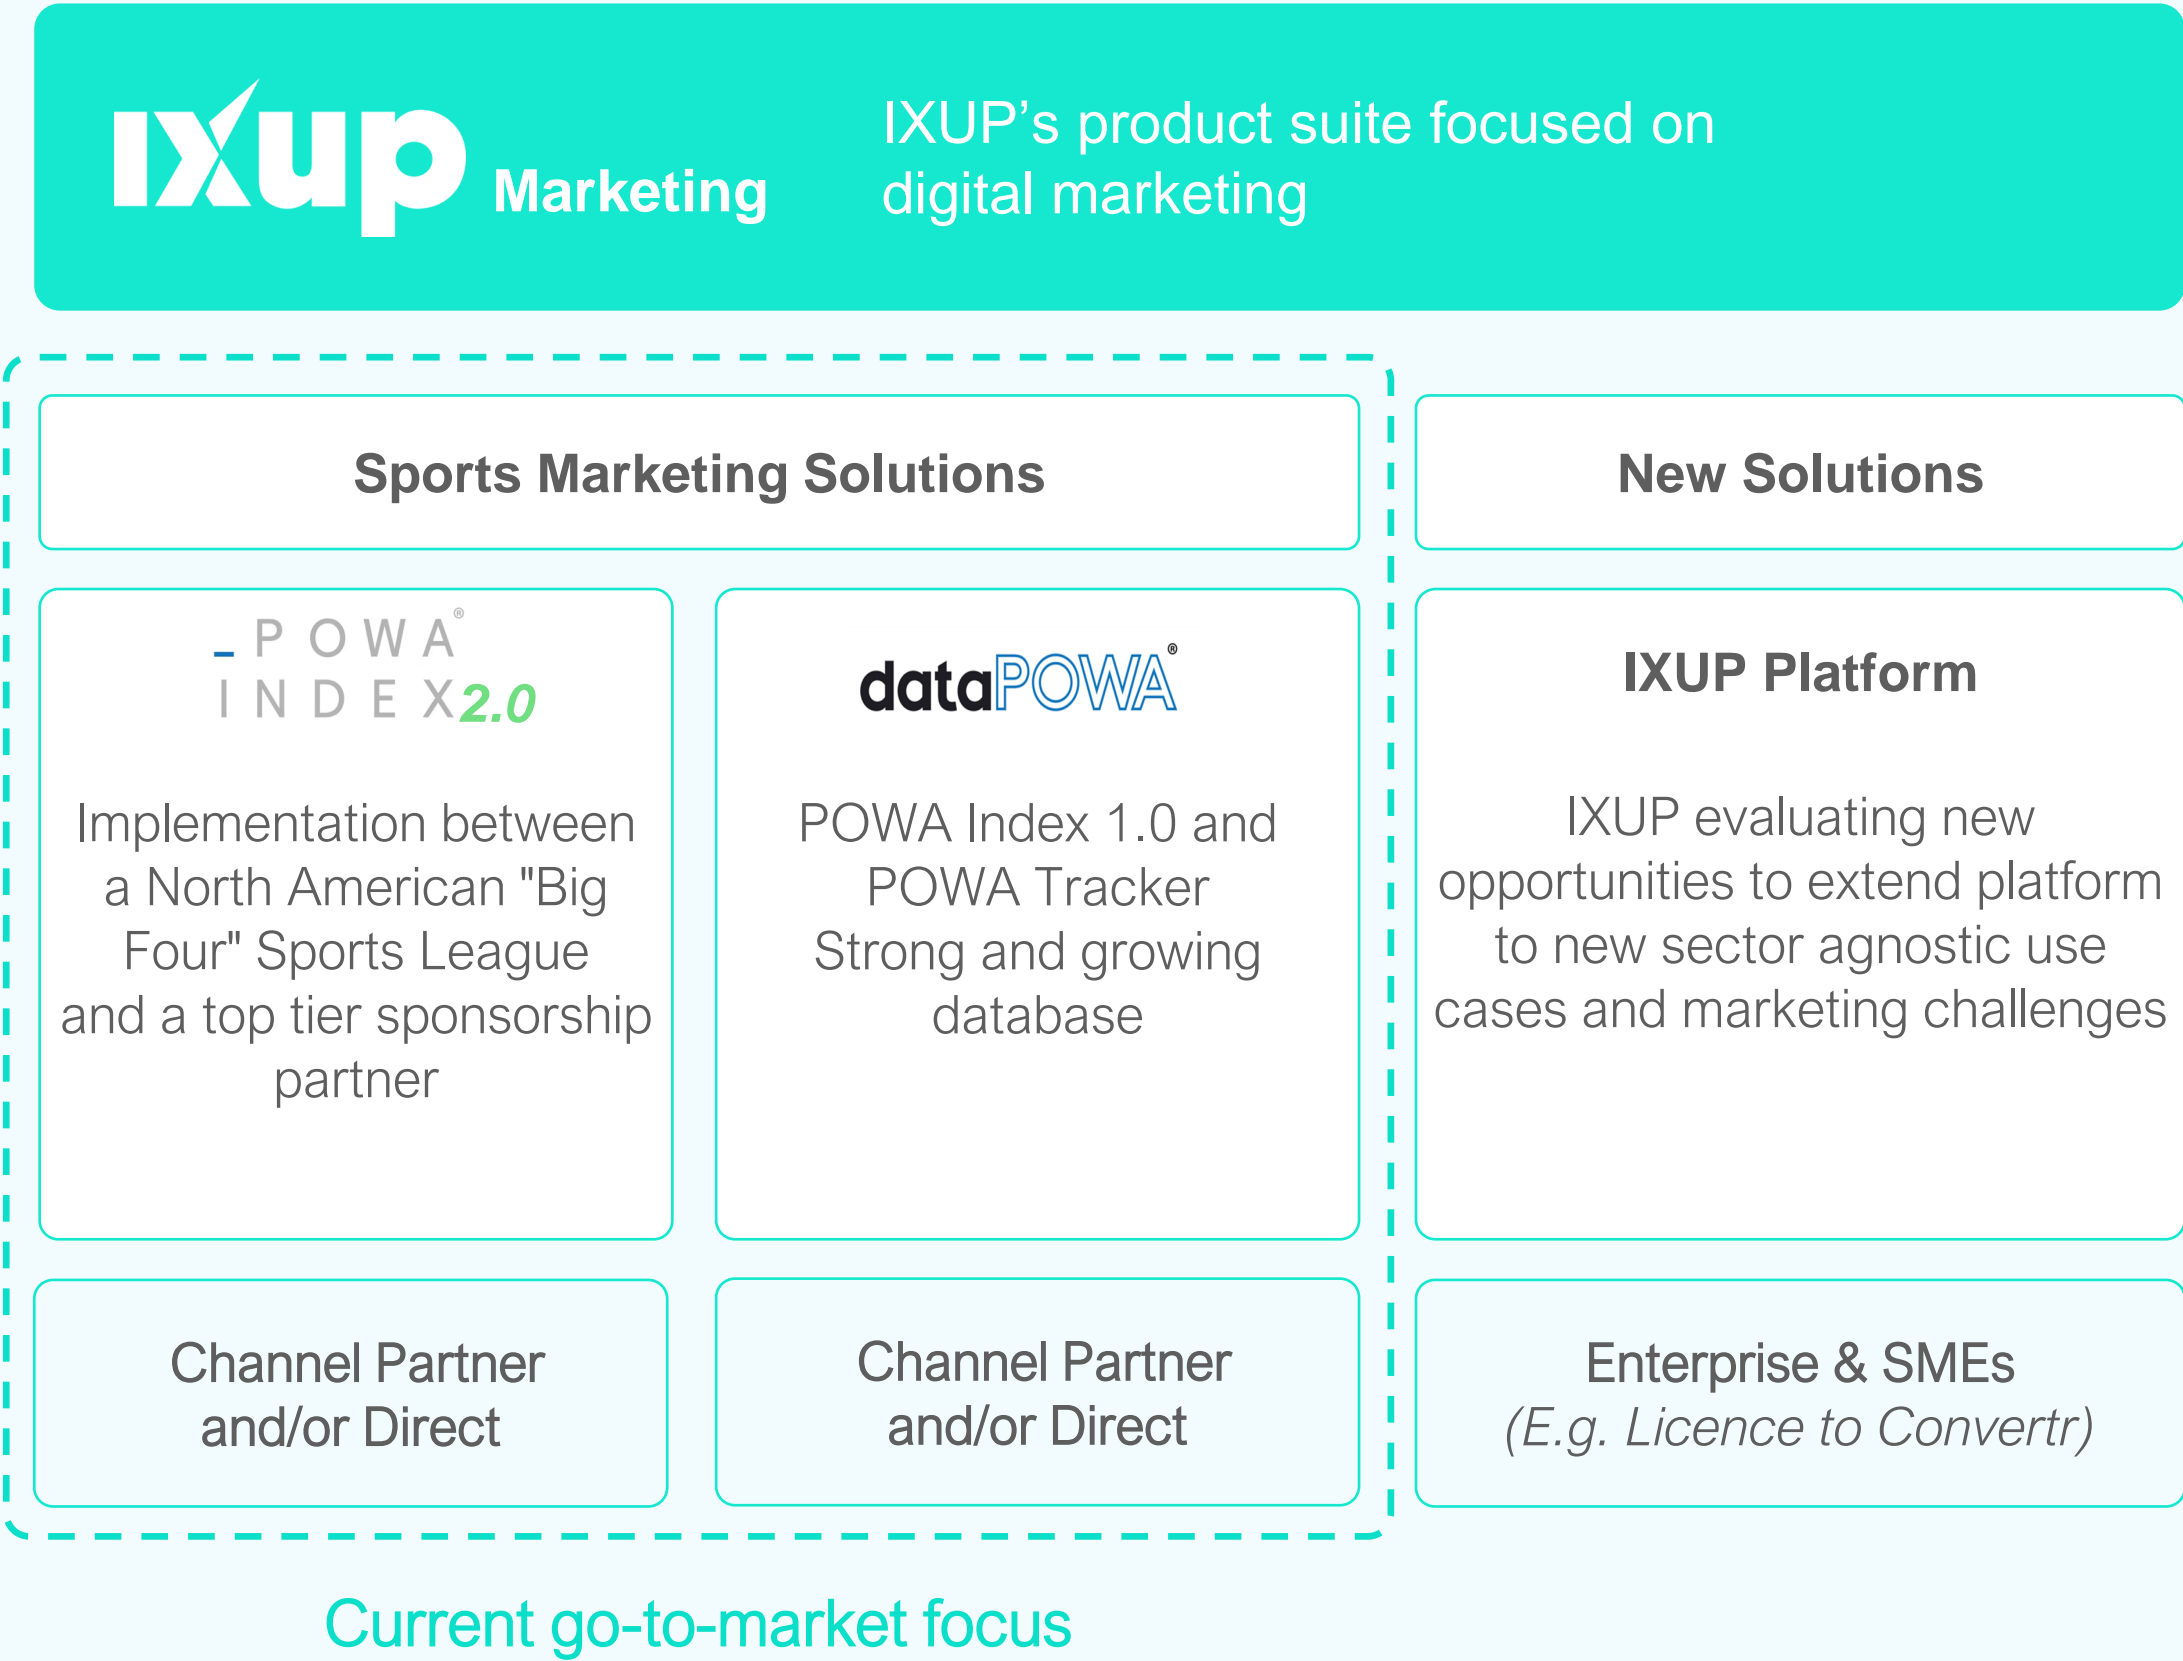 ıxup Marketing
IXUP’s product suite focused on
digital marketing
Sports Marketing Solutions
New Solutions
_POWA®
INDEX2.0
Implementation between
a North American "Big
Four" Sports League
and a top tier sponsorship
partner
dataPOWA®
POWA Index 1.0 and
POWA Tracker
Strong and growing
database
IXUP Platform
IXUP evaluating new
opportunities to extend platform
to new sector agnostic use
cases and marketing challenges
Channel Partner
and/or Direct
Channel Partner
and/or Direct
Enterprise & SMEs
(E.g. Licence to Convertr)
Current go-to-market focus